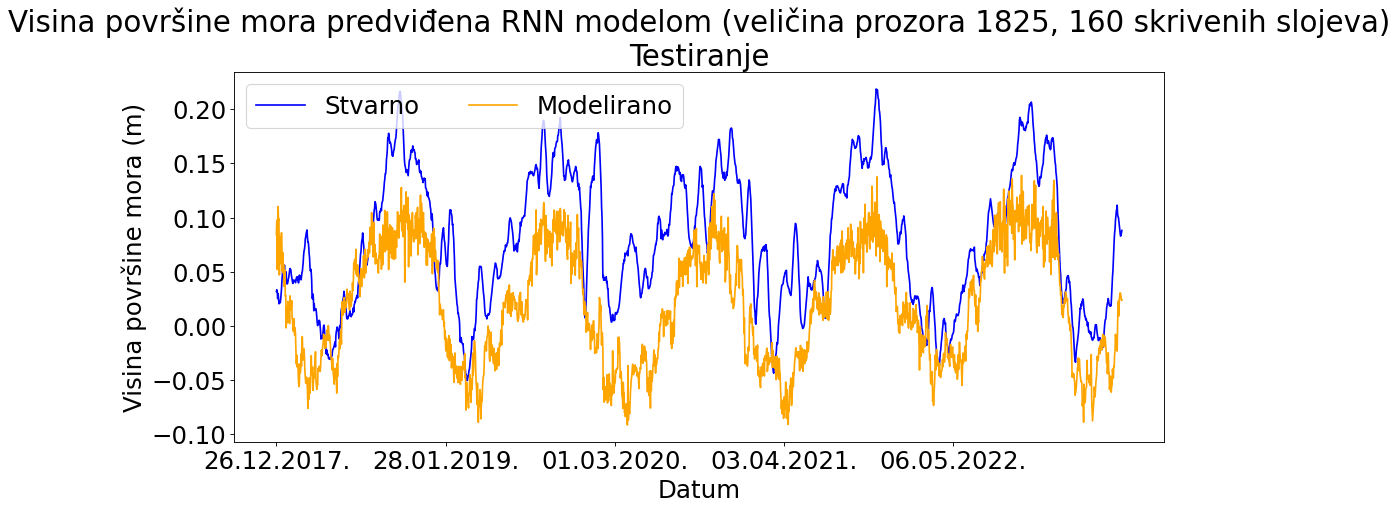 Visina površine mora predviđena RNN modelom (veličina prozora 1825, 160 skrivenih slojeva)
Testiranje
Stvarno Modelirano
Visina površine mora (m)
0.20
0.15
0.10
0.05
0.00
−0.05
−0.10
26.12.2017. 28.01.2019. 01.03.2020. 03.04.2021. 06.05.2022.
Datum